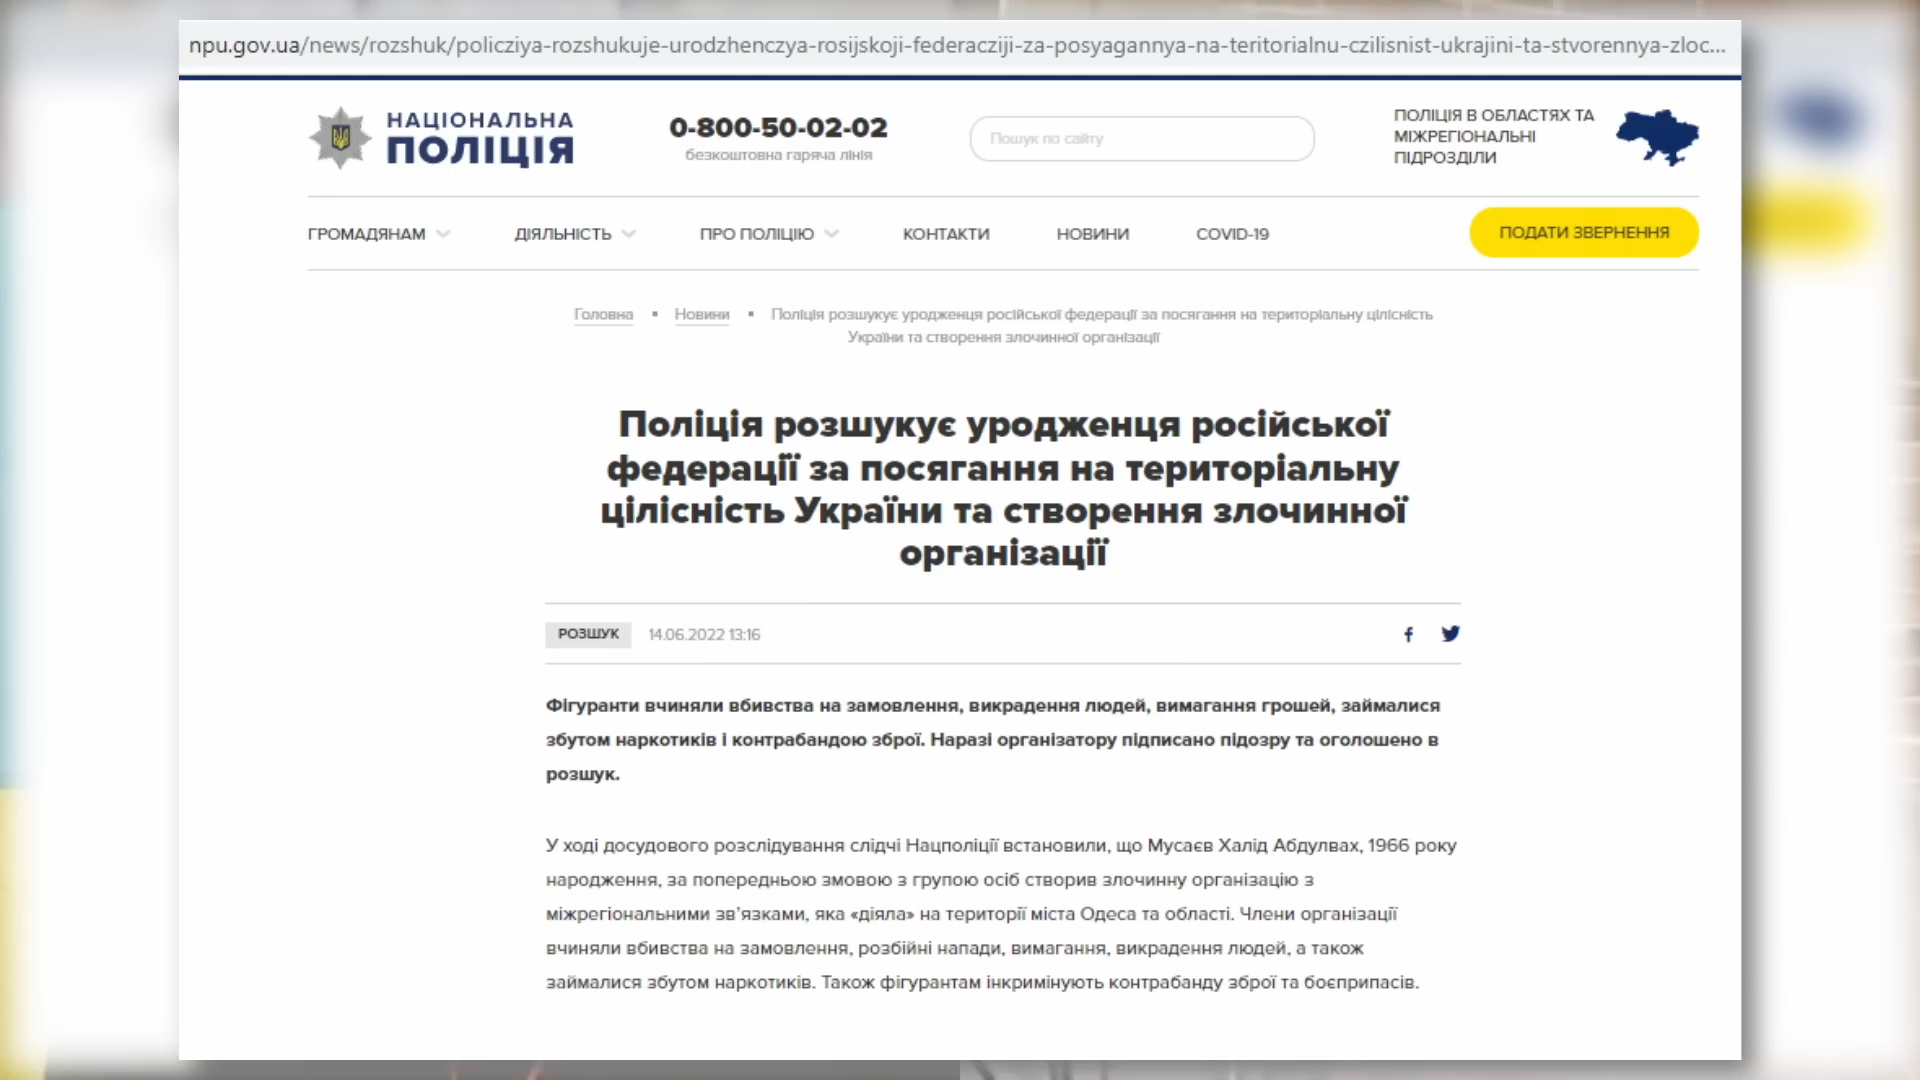 npu.gov.ua/news/rozshuk/policziya-rozshukuje-urodzhenczya-rosijskoji-federacziji-za-posyagannya-na-teritorialnu-czilisnist-ukrajini-ta-stvorennya-zloc...
НАЦІОНАЛЬНА
ПОЛІЦІЯ
0-800-50-02-02
безкоштовна гаряча лінія
Пошук по сайту
ПОЛІЦІЯ В ОБЛАСТЯХ ТА
МІЖРЕГІОНАЛЬНІ
ПІДРОЗДІЛИ
ГРОМАДЯНАМ
ДІЯЛЬНІСТЬ
ПРО ПОЛІЦІЮ
КОНТАКТИ
НОВИНИ
COVID-19
ПОДАТИ ЗВЕРНЕННЯ
Головна ▪ Новини ▪ Поліція розшукує уродженця російської федерації за посягання на територіальну цілісність
України та створення злочинної організації
Поліція розшукує уродженця російської
федерації за посягання на територіальну
цілісність України та створення злочинної
організації
РОЗШУК 14.06.2022 13:16
Фігуранти вчиняли вбивства на замовлення, викрадення людей, вимагання грошей, займалися
збутом наркотиків і контрабандою зброї. Наразі організатору підписано підозру та оголошено в
розшук.
У ході досудового розслідування слідчі Нацполіції встановили, що Мусаєв Халід Абдулвах, 1966 року
народження, за попередньою змовою з групою осіб створив злочинну організацію з
міжрегіональними зв’язками, яка «діяла» на території міста Одеса та області. Члени організації
вчиняли вбивства на замовлення, розбійні напади, вимагання, викрадення людей, а також
займалися збутом наркотиків. Також фігурантам інкримінують контрабанду зброї та боєприпасів.